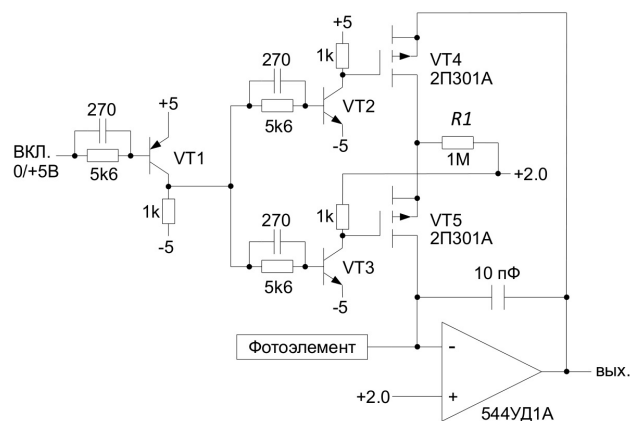 +5
270
1k
VT4
2П301А
270
5k6
VT2
-5
R1
1М
+5
ВКЛ.
0/+5В
5k6
VT1
+2.0
1k
-5
270
1k
VT5
2П301А
5k6
VT3
-5
10 пФ
Фотоэлемент
-
вых.
+2.0
+
544УД1А